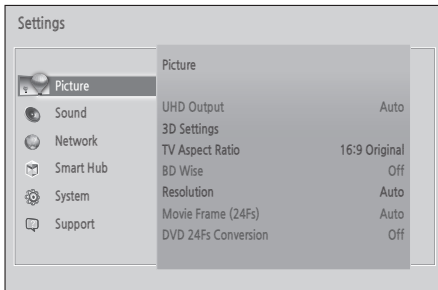 Settings
Picture
Sound
Network
Smart Hub
System
Support
Picture
UHD Output Auto
3D Settings
TV Aspect Ratio 16:9 Original
BD Wise Off
Resolution Auto
Movie Frame (24Fs) Auto
DVD 24Fs Conversion Off